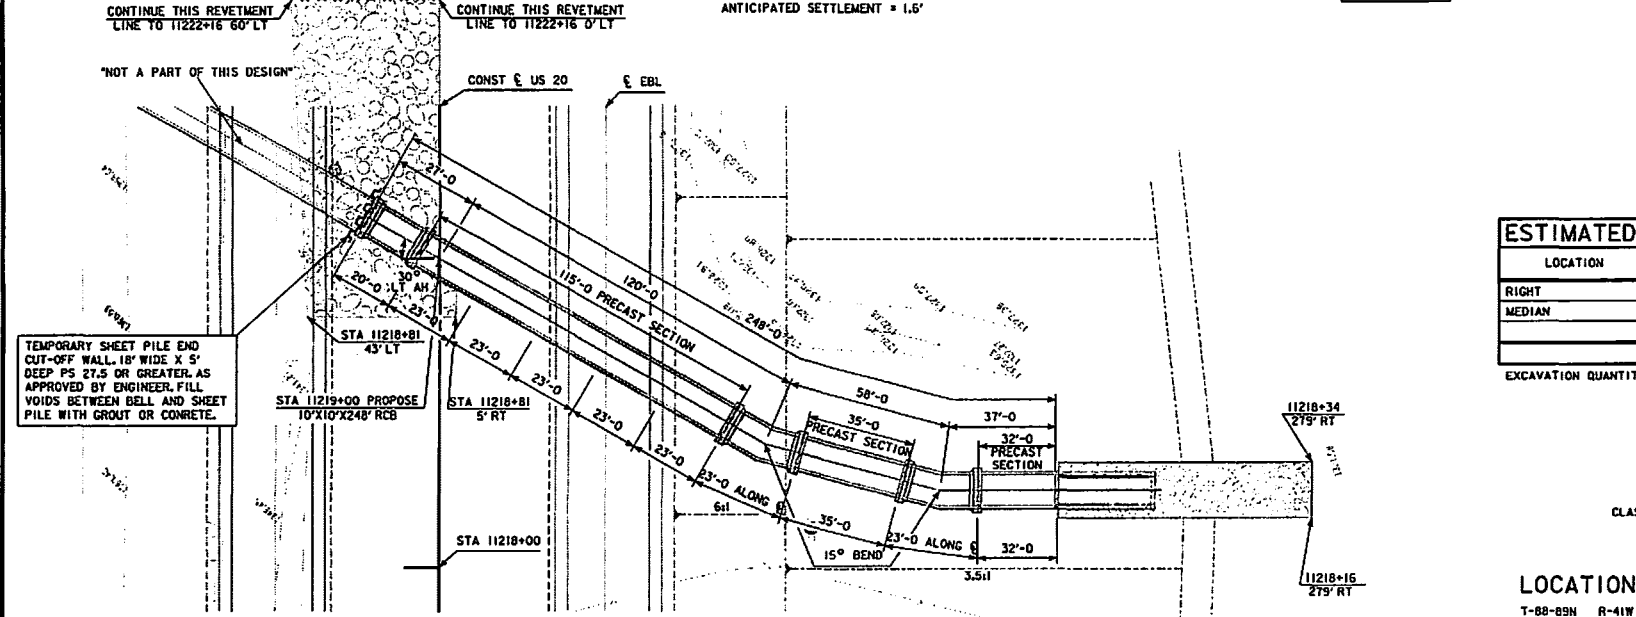 CONTINUE THIS REVETMENT
LINE TO 11222+16 60' LT
CONTINUE THIS REVETMENT
LINE TO 11222+16 0' LT
ANTICIPATED SETTLEMENT = 1.6'
"NOT A PART OF THIS DESIGN"
CONST ℄ US 20
℄ EBL
27'-0
120'-0
248'-0
115'-0 PRECAST SECTION
30°
LT AH
20'-0
23'-0
STA 11218+81
43' LT
TEMPORARY SHEET PILE END
CUT-OFF WALL. 18' WIDE X 5'
DEEP PS 27.5 OR GREATER. AS
APPROVED BY ENGINEER. FILL
VOIDS BETWEEN BELL AND SHEET
PILE WITH GROUT OR CONRETE.
STA 11219+00 PROPOSE
10'X10'X248' RCB
STA 11218+81
5' RT
23'-0
23'-0
23'-0
23'-0
23'-0 ALONG ℄
6:1
58'-0
35'-0
PRECAST SECTION
37'-0
32'-0
PRECAST
SECTION
35'-0
15° BEND
23'-0 ALONG ℄
32'-0
3.5:1
STA 11218+00
11218+34
279' RT
11218+16
279' RT
ESTIMATED
LOCATION
RIGHT
MEDIAN
EXCAVATION QUANTIT
CLAS
LOCATION
T-88-89N R-41W